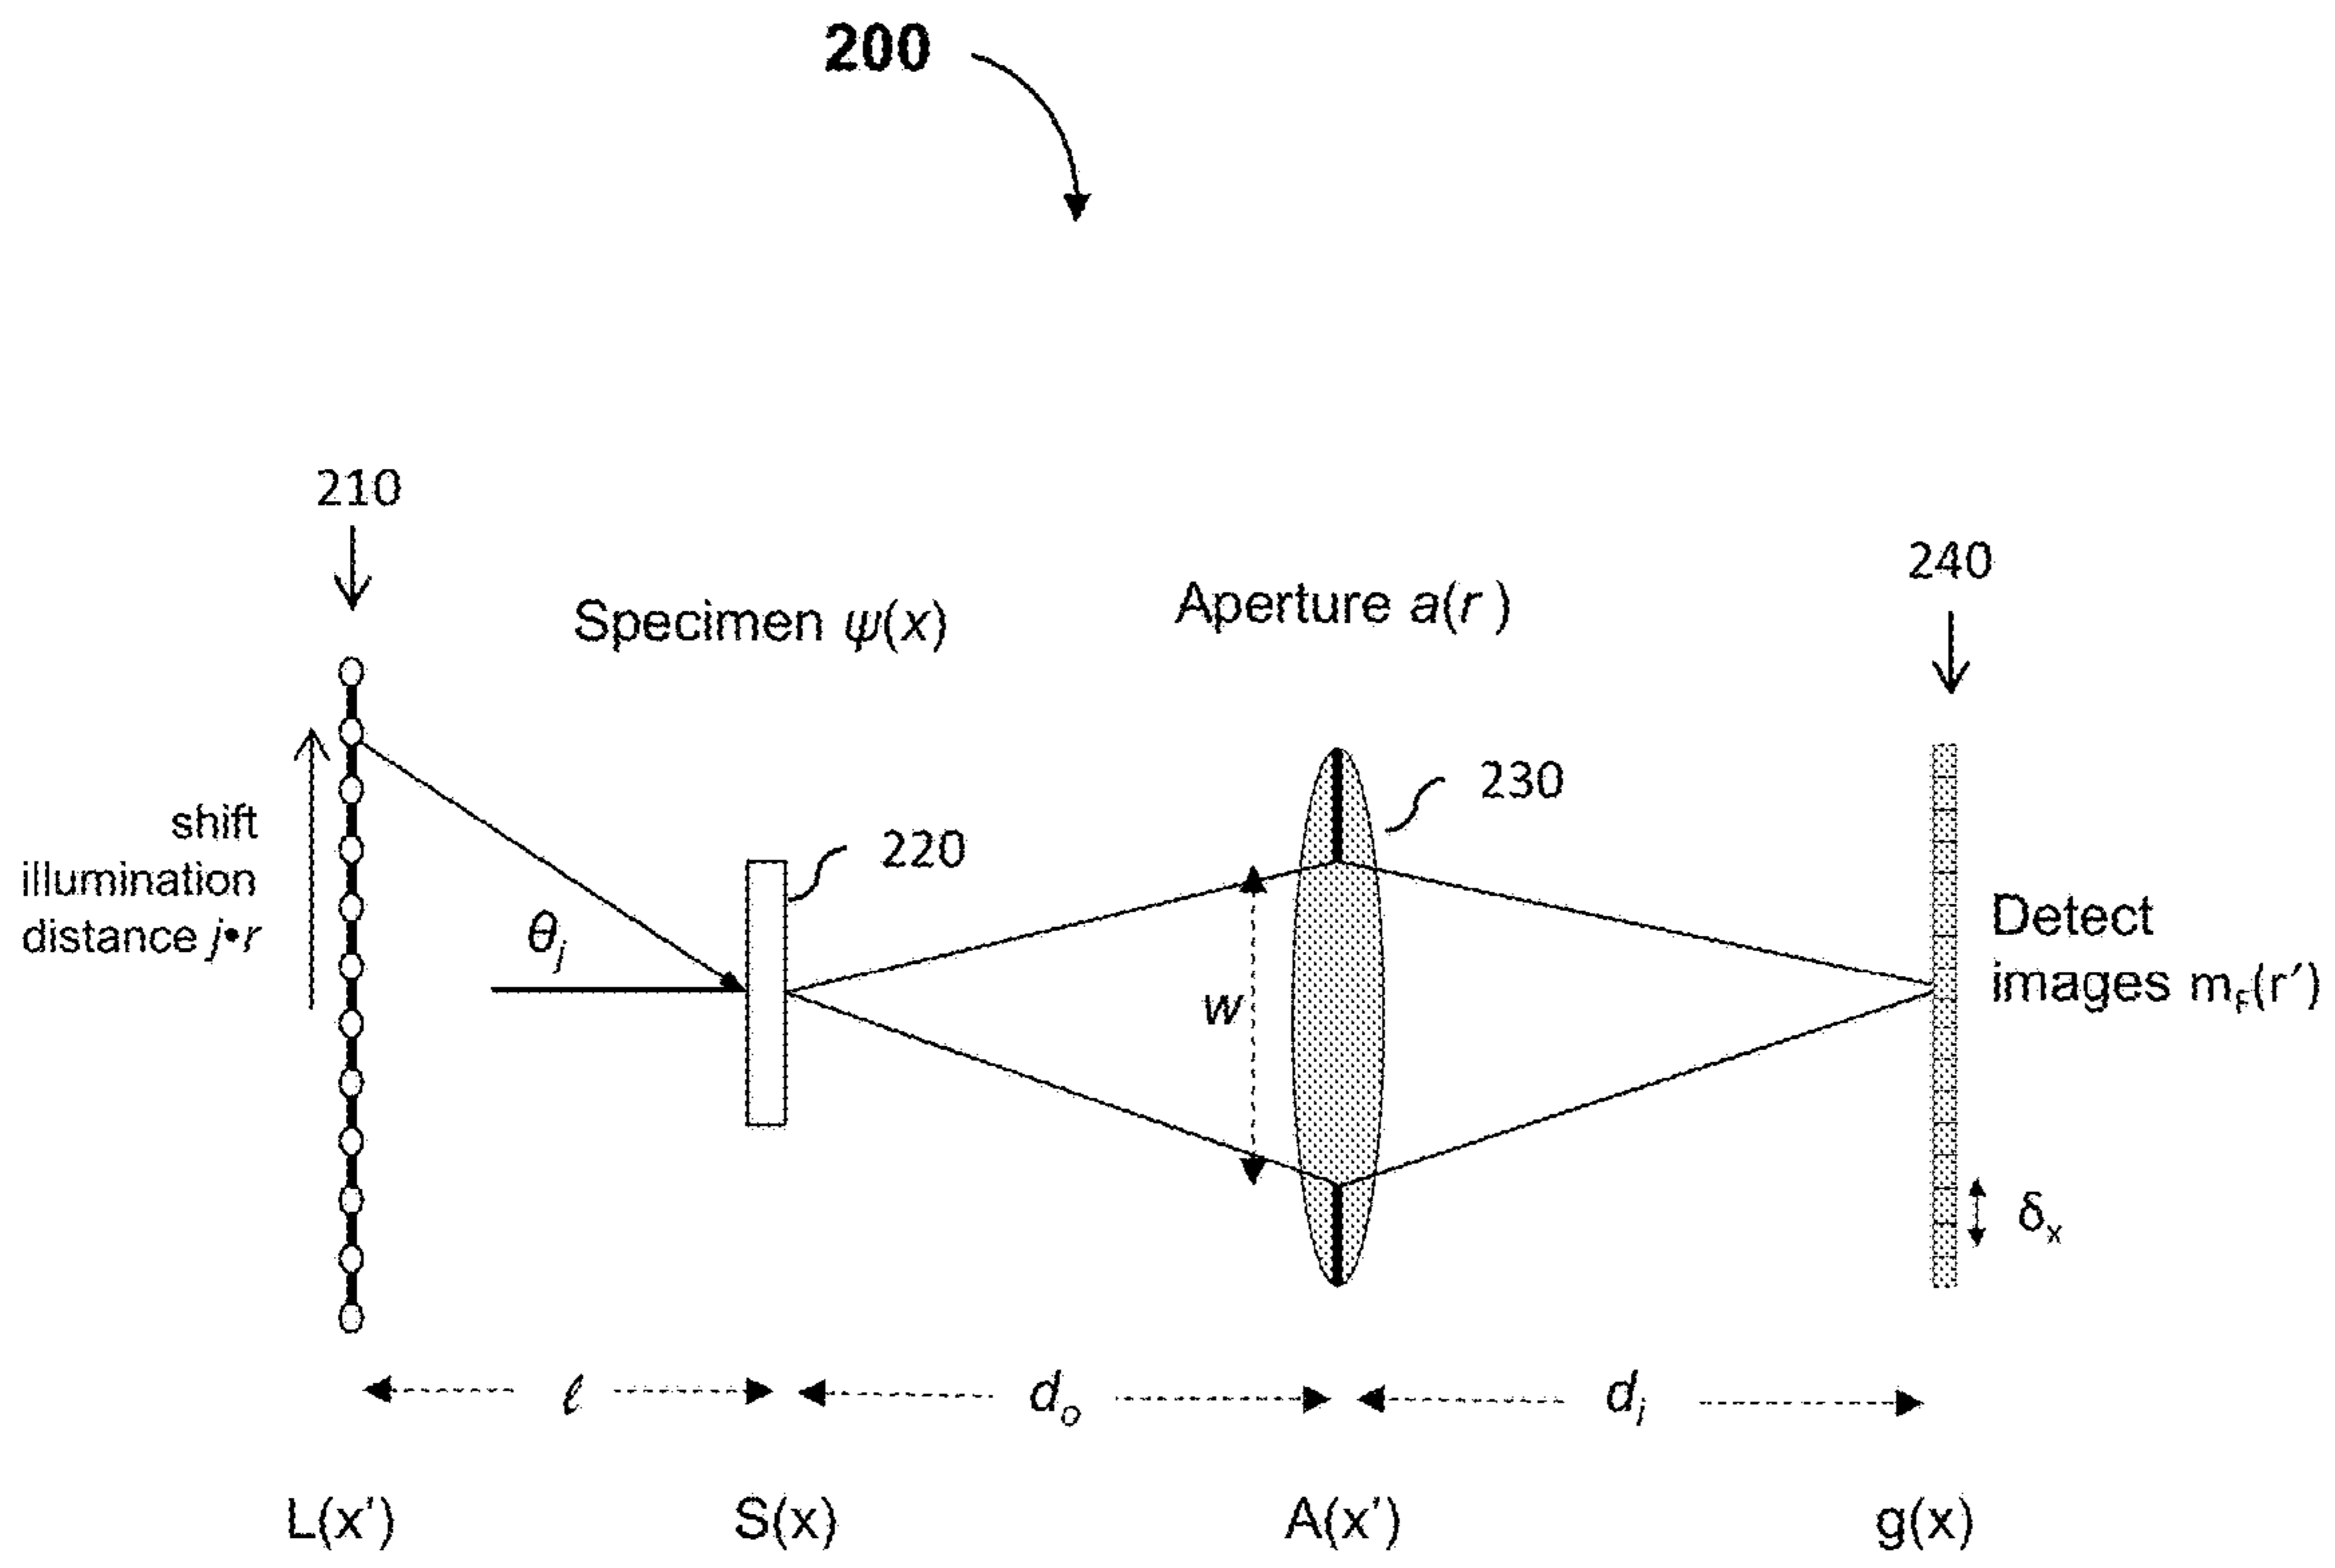 200
210
240
Specimen ψ(x)
Aperture a(r )
230
220
shift
illumination
distance j•r
θj
w
Detect
images mF(r′)
δx
ℓ
do
di
L(x′)
S(x)
A(x′)
g(x)